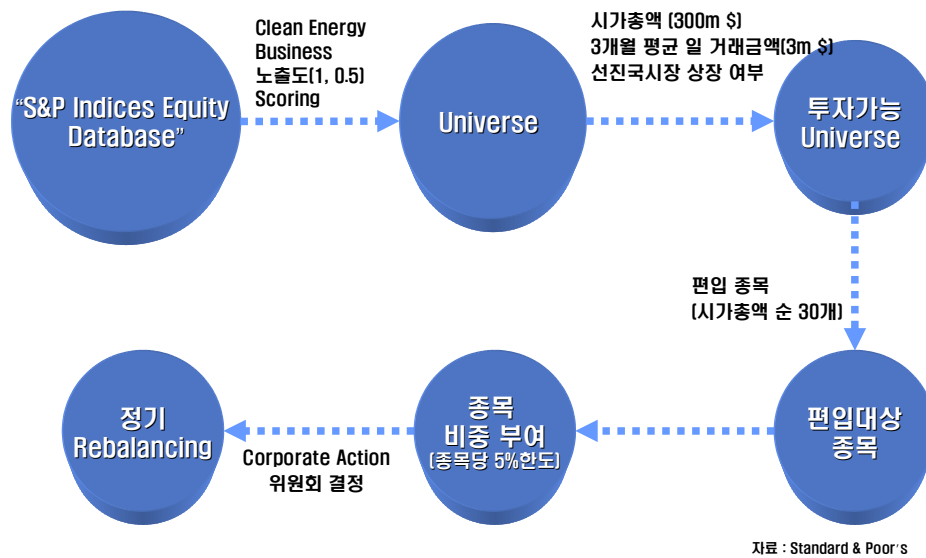 Clean Energy
Business
노출도(1, 0.5)
Scoring
시가총액 (300m $)
3개월 평균 일 거래금액(3m $)
선진국시장 상장 여부
“S&P Indices Equity
Database”
Universe
투자가능
Universe
편입 종목
(시가총액 순 30개)
정기
Rebalancing
Corporate Action
위원회 결정
종목
비중 부여
(종목당 5%한도)
편입대상
종목
자료 : Standard & Poor's